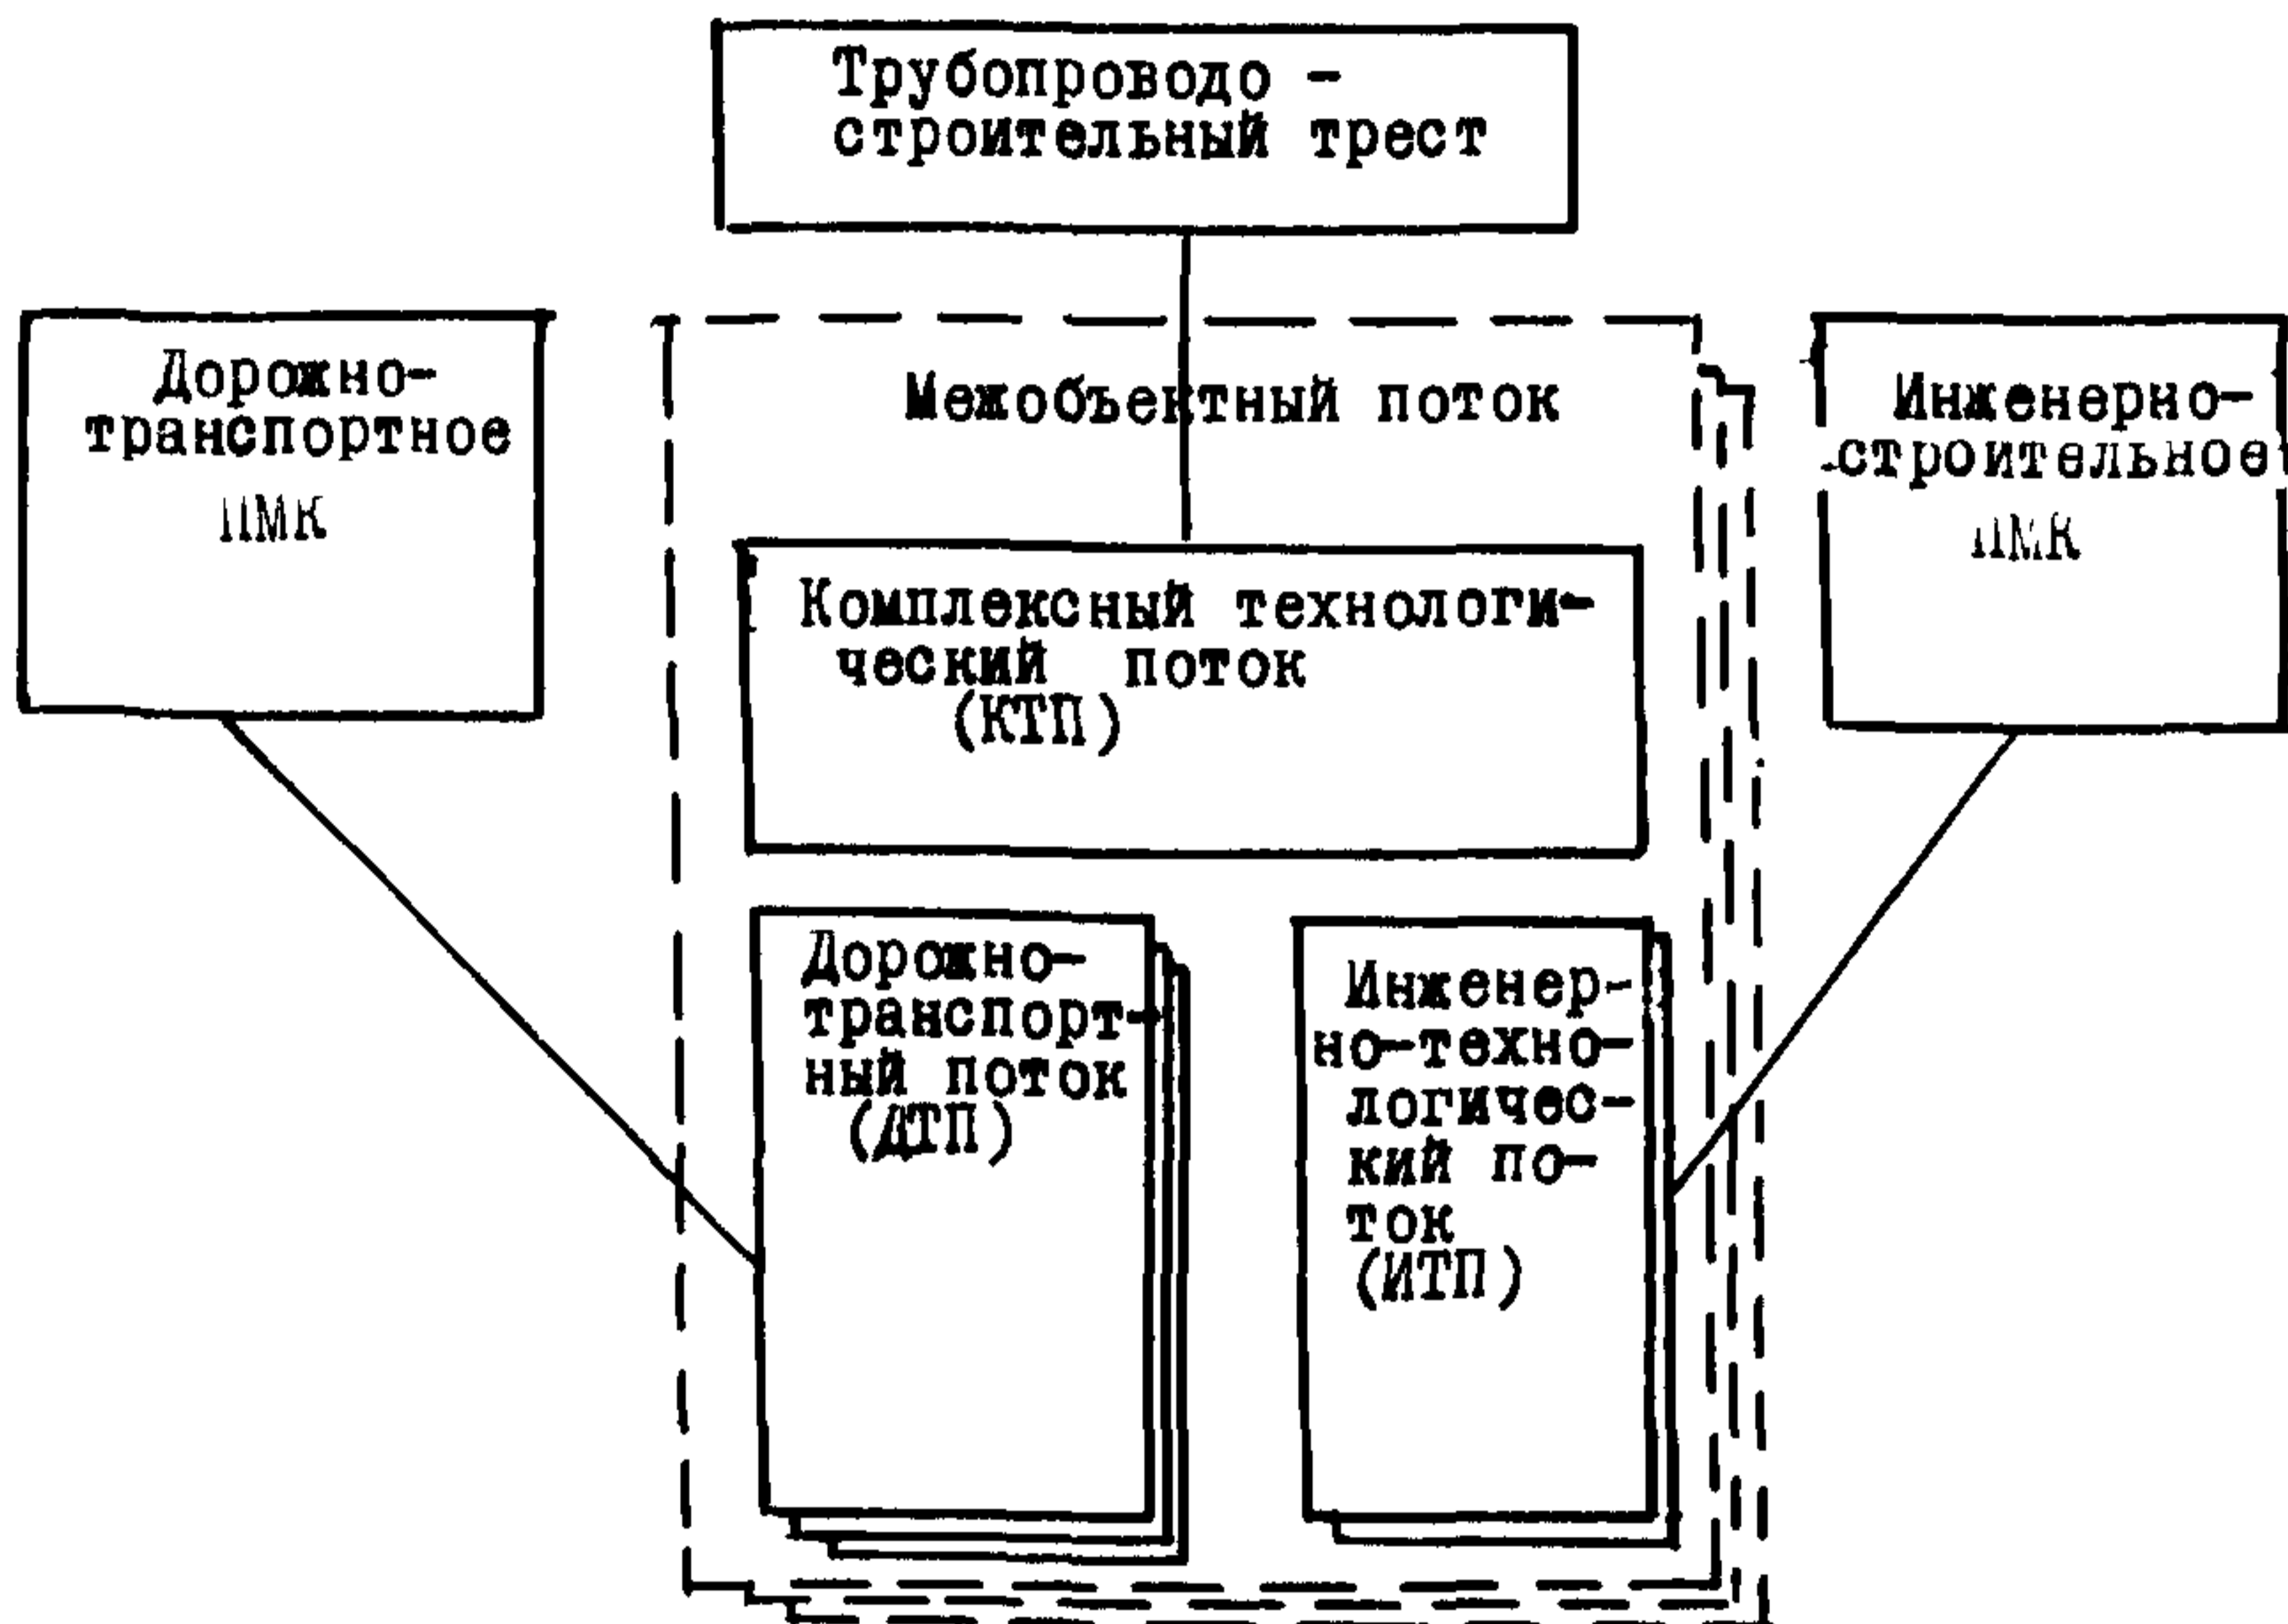 Трубопроводо -
строительный трест
Дорожно-
транспортное
ПМК
Межобъектный поток
Инженерно-
строительное
ПМК
Комплексный технологи-
ческий поток
(КТП)
Дорожно-
транспорт-
ный поток
(ДТП)
Инженер-
но-техно-
логичес-
кий по-
ток
(ИТП)